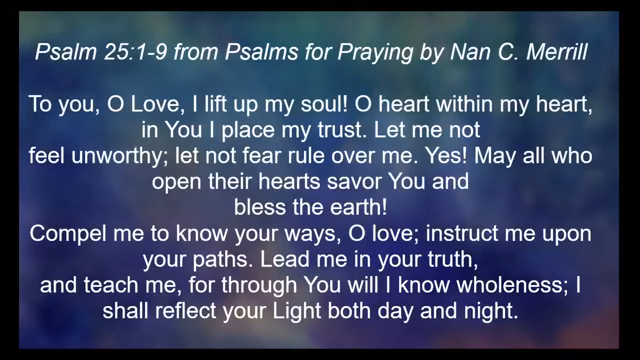 Psalm 25:1-9 from Psalms for Praying by Nan C. Merrill
To you, O Love, I lift up my soul! O heart within my heart,
in You I place my trust. Let me not
feel unworthy; let not fear rule over me. Yes! May all who
open their hearts savor You and
bless the earth!
Compel me to know your ways, O love; instruct me upon
your paths. Lead me in your truth,
and teach me, for through You will I know wholeness; I
shall reflect your Light both day and night.